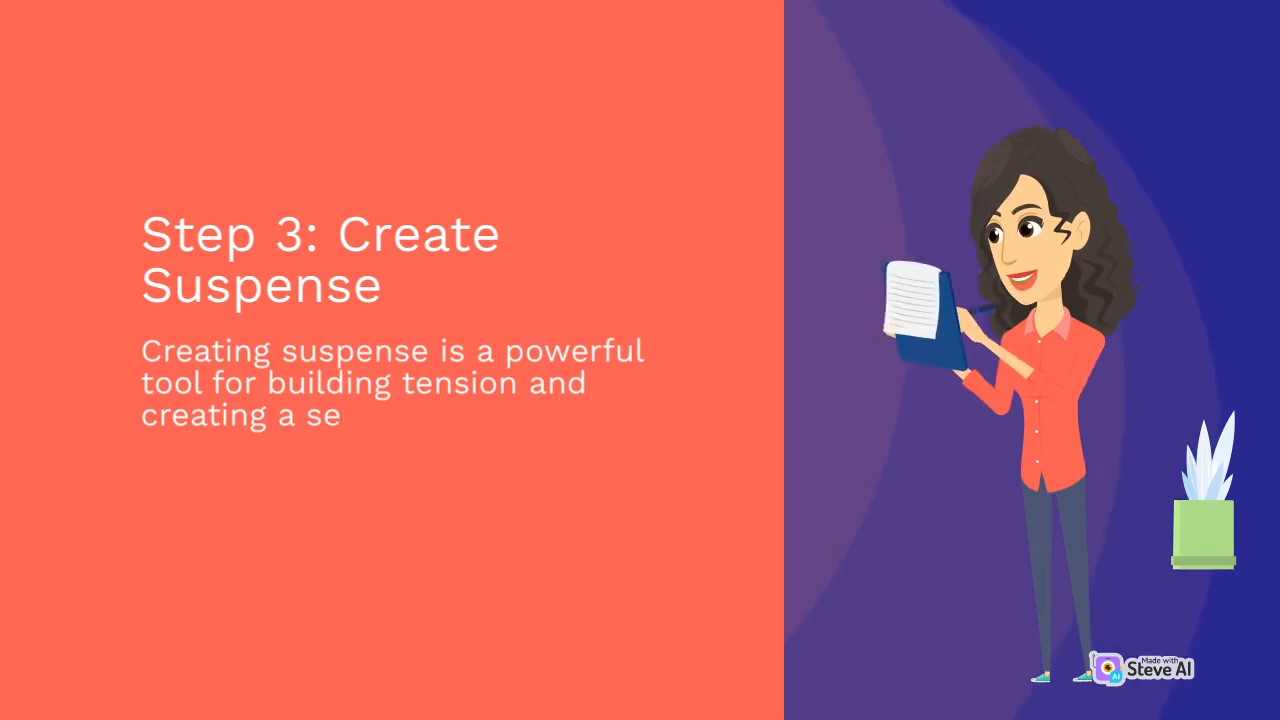 Step 3: Create
Suspense
Creating suspense is a powerful
tool for building tension and
creating a se
Made with
Steve AI
AI